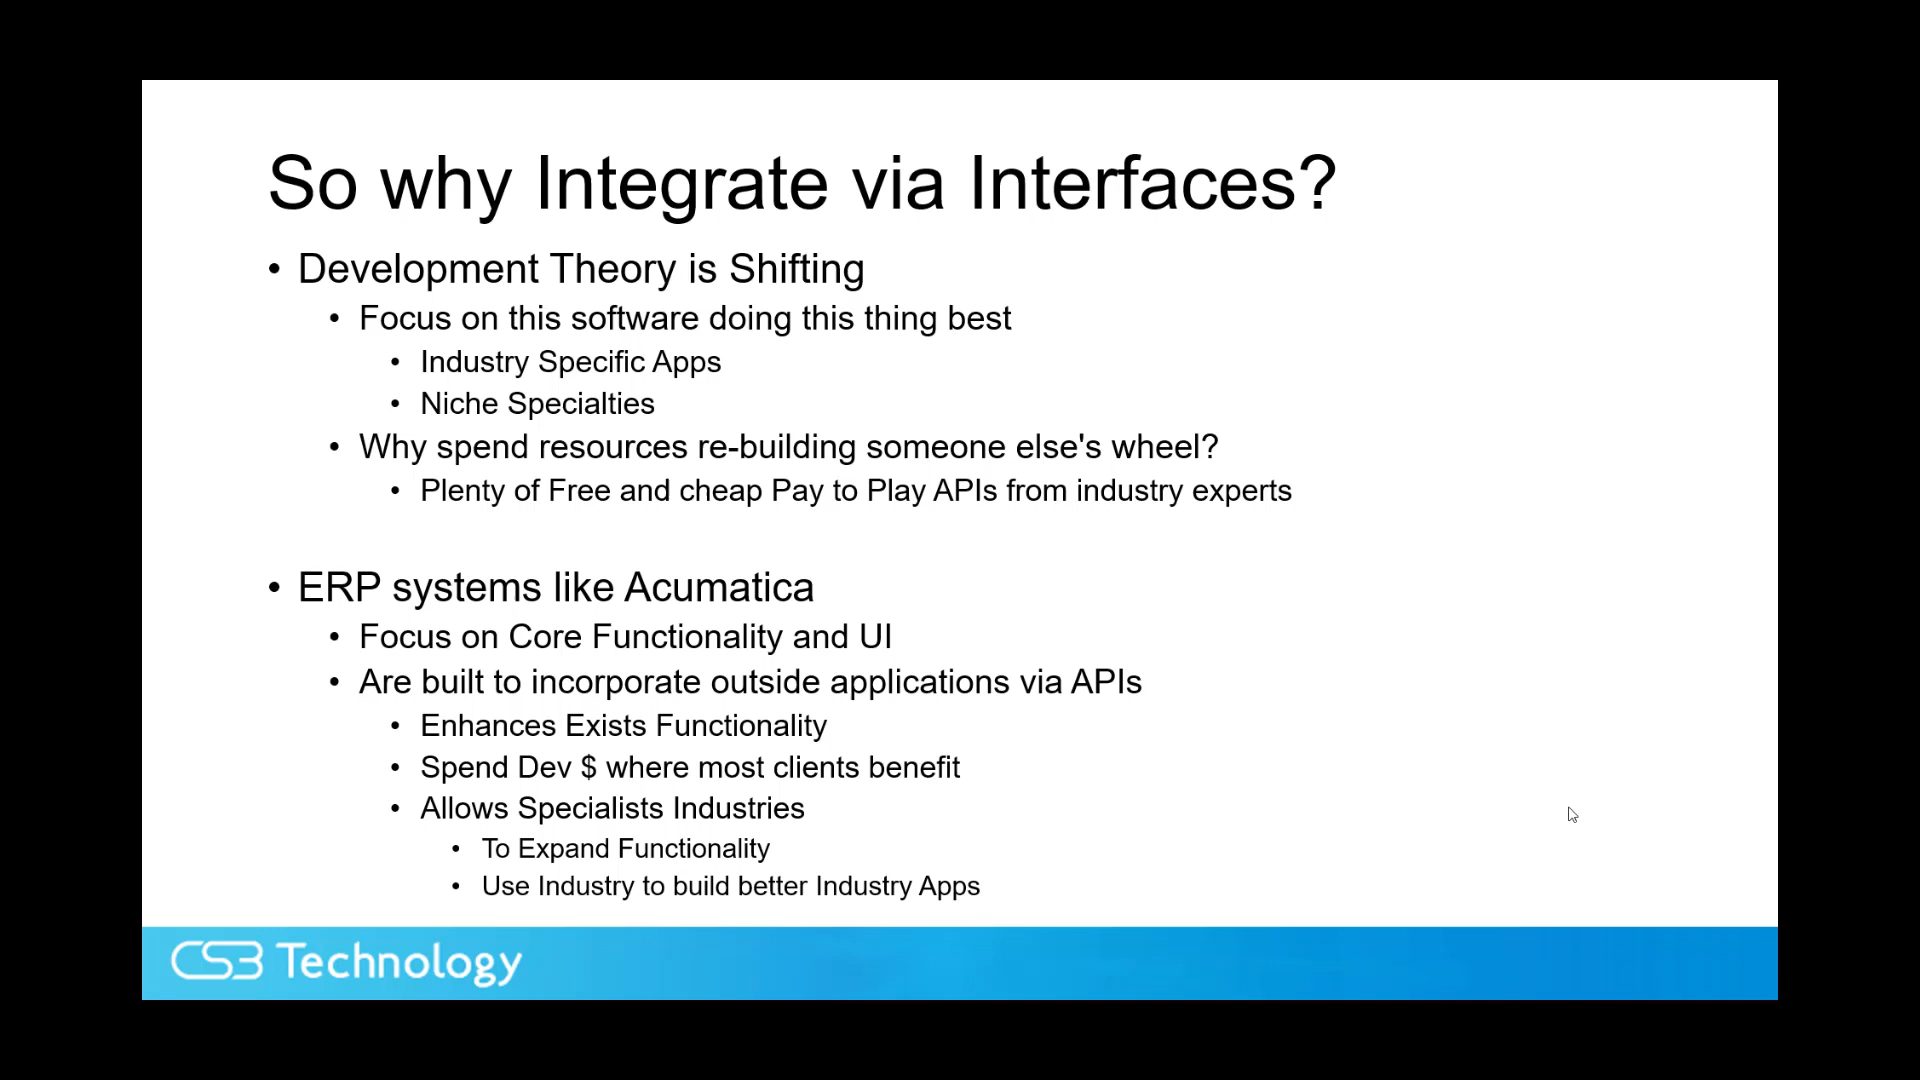 So why Integrate via Interfaces?
• Development Theory is Shifting
• Focus on this software doing this thing best
• Industry Specific Apps
• Niche Specialties
• Why spend resources re-building someone else's wheel?
• Plenty of Free and cheap Pay to Play APIs from industry experts
• ERP systems like Acumatica
• Focus on Core Functionality and UI
• Are built to incorporate outside applications via APIs
• Enhances Exists Functionality
• Spend Dev $ where most clients benefit
• Allows Specialists Industries
• To Expand Functionality
• Use Industry to build better Industry Apps
CS3 Technology